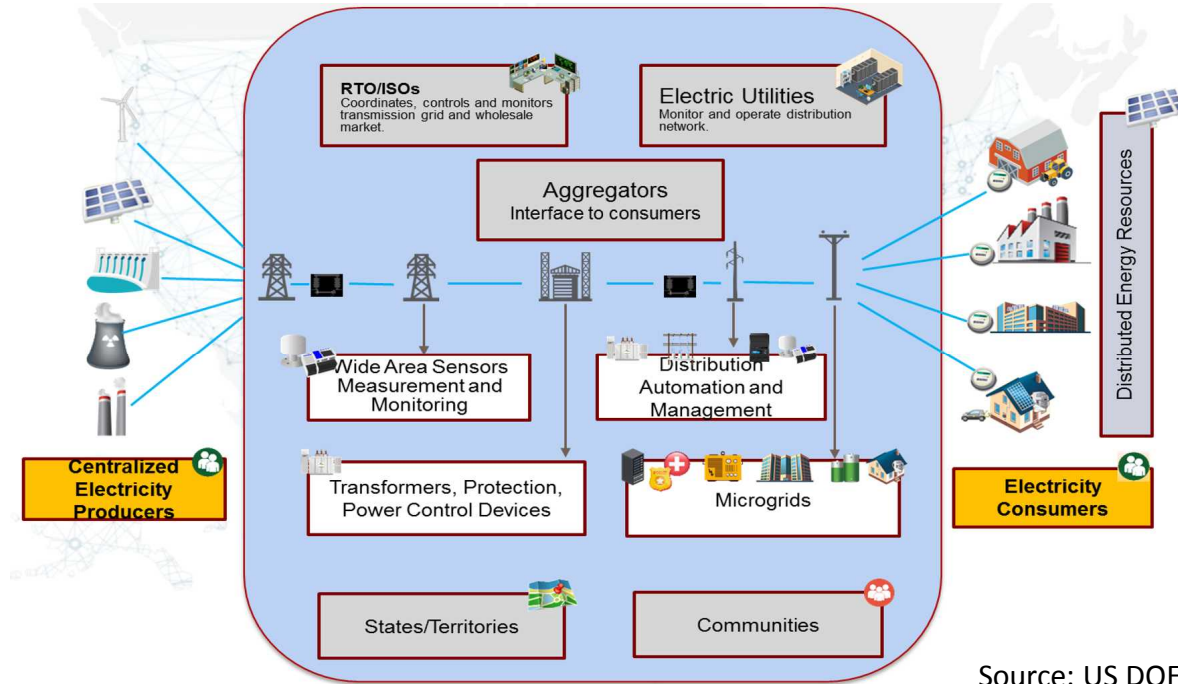 RTO/ISOs
Coordinates, controls and monitors
transmission grid and wholesale
market.
Electric Utilities
Monitor and operate distribution
network.
Aggregators
Interface to consumers
Wide Area Sensors
Measurement and
Monitoring
Distribution
Automation and
Management
Transformers, Protection,
Power Control Devices
Microgrids
States/Territories
Communities
Centralized
Electricity
Producers
Electricity
Consumers
Distributed Energy Resources
Source: US DOE